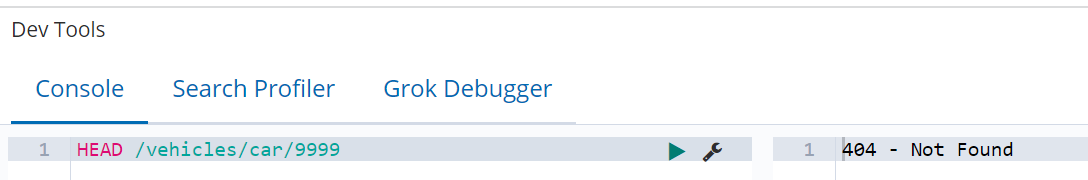 Dev Tools
Console Search Profiler Grok Debugger
1 HEAD /vehicles/car/9999
1 404 - Not Found